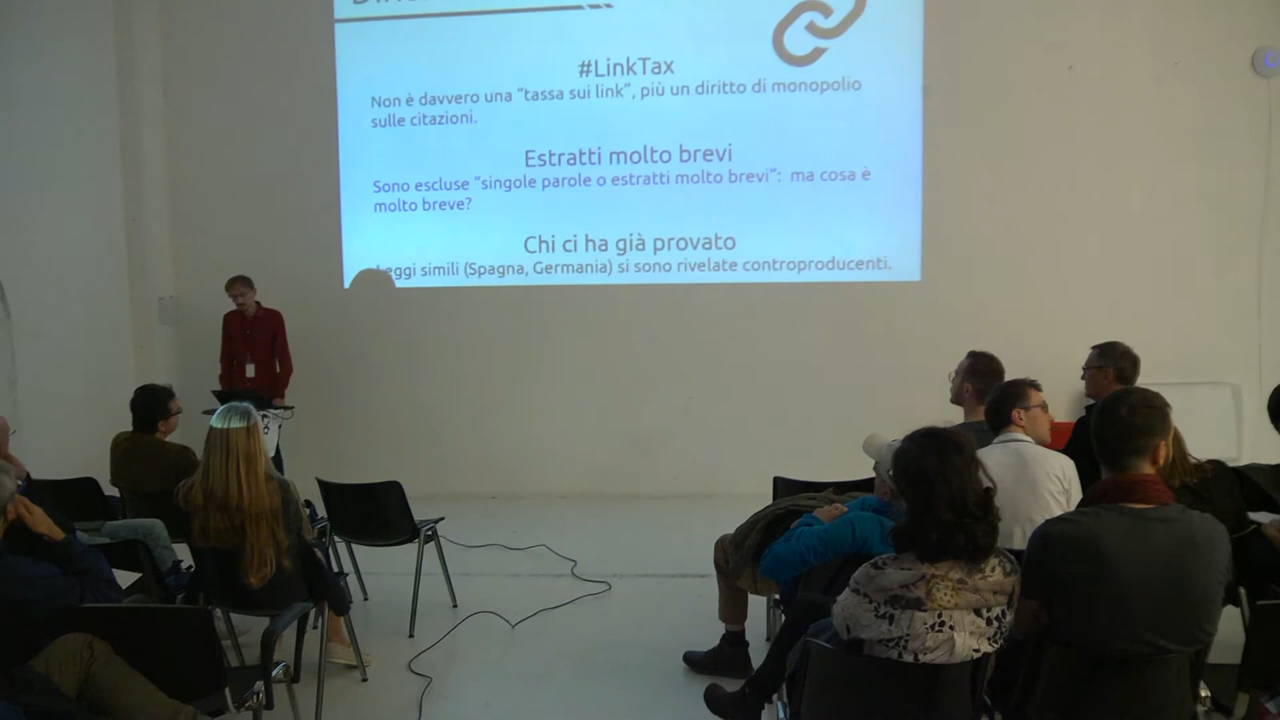 #LinkTax
Non è davvero una "tassa sui link", più un diritto di monopolio
sulle citazioni.
Estratti molto brevi
Sono escluse "singole parole o estratti molto brevi": ma cosa è
molto breve?
Chi ci ha già provato
Leggi simili (Spagna, Germania) si sono rivelate controproducenti.